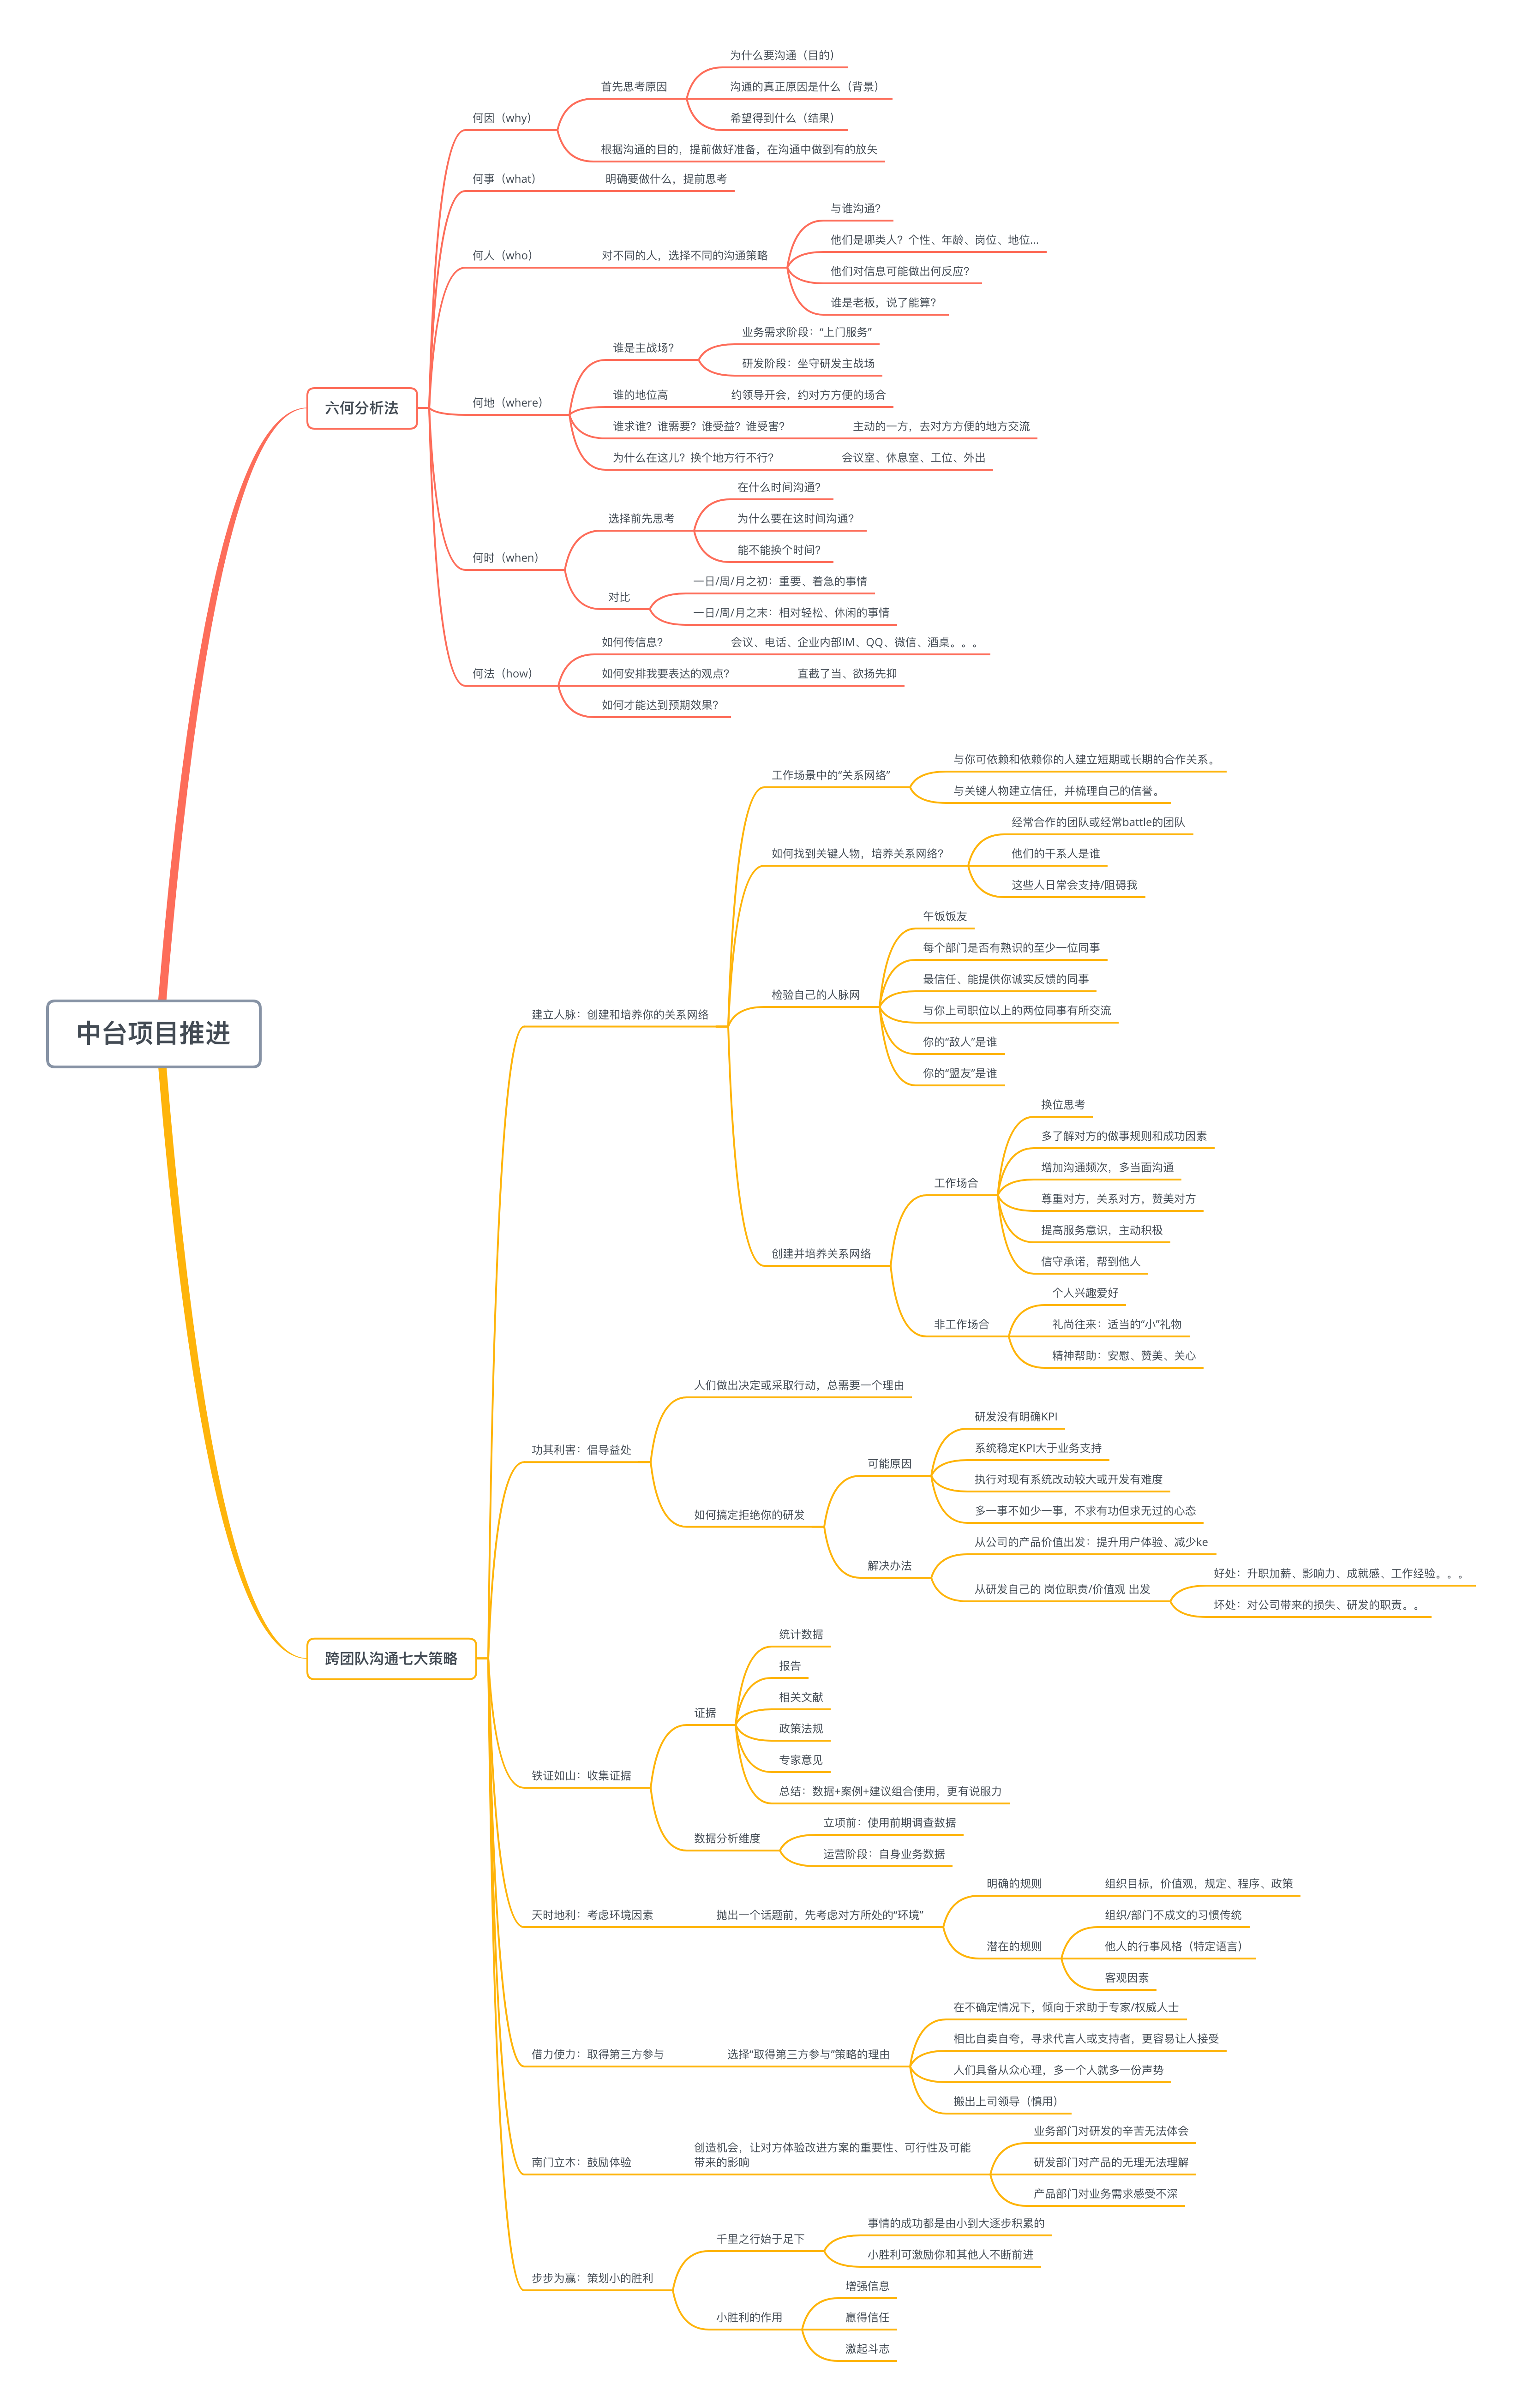 中台项目推进
六何分析法
何因（why）
首先思考原因
为什么要沟通（目的）
沟通的真正原因是什么（背景）
希望得到什么（结果）
根据沟通的目的，提前做好准备，在沟通中做到有的放矢
何事（what）
明确要做什么，提前思考
何人（who）
对不同的人，选择不同的沟通策略
与谁沟通？
他们是哪类人？个性、年龄、岗位、地位...
他们对信息可能做出何反应？
谁是老板，说了能算？
何地（where）
谁是主战场？
业务需求阶段：“上门服务”
研发阶段：坐守研发主战场
谁的地位高
约领导开会，约对方方便的场合
谁求谁？谁需要？谁受益？谁受害？
主动的一方，去对方方便的地方交流
为什么在这儿？换个地方行不行？
会议室、休息室、工位、外出
何时（when）
选择前先思考
在什么时间沟通？
为什么要在这时间沟通？
能不能换个时间？
对比
一日/周/月之初：重要、着急的事情
一日/周/月之末：相对轻松、休闲的事情
何法（how）
如何传信息？
会议、电话、企业内部IM、QQ、微信、酒桌。。。
如何安排我要表达的观点？
直截了当、欲扬先抑
如何才能达到预期效果？
跨团队沟通七大策略
建立人脉：创建和培养你的关系网络
工作场景中的“关系网络”
与你可依赖和依赖你的人建立短期或长期的合作关系。
与关键人物建立信任，并梳理自己的信誉。
如何找到关键人物，培养关系网络？
经常合作的团队或经常battle的团队
他们的干系人是谁
这些人日常会支持/阻碍我
检验自己的人脉网
午饭饭友
每个部门是否有熟识的至少一位同事
最信任、能提供你诚实反馈的同事
与你上司职位以上的两位同事有所交流
你的“敌人”是谁
你的“盟友”是谁
创建并培养关系网络
工作场合
换位思考
多了解对方的做事规则和成功因素
增加沟通频次，多当面沟通
尊重对方，关系对方，赞美对方
提高服务意识，主动积极
信守承诺，帮到他人
非工作场合
个人兴趣爱好
礼尚往来：适当的“小”礼物
精神帮助：安慰、赞美、关心
功其利害：倡导益处
人们做出决定或采取行动，总需要一个理由
如何搞定拒绝你的研发
可能原因
研发没有明确KPI
系统稳定KPI大于业务支持
执行对现有系统改动较大或开发有难度
多一事不如少一事，不求有功但求无过的心态
解决办法
从公司的产品价值出发：提升用户体验、减少ke
从研发自己的 岗位职责/价值观 出发
好处：升职加薪、影响力、成就感、工作经验。。。
坏处：对公司带来的损失、研发的职责。。
铁证如山：收集证据
证据
统计数据
报告
相关文献
政策法规
专家意见
总结：数据+案例+建议组合使用，更有说服力
数据分析维度
立项前：使用前期调查数据
运营阶段：自身业务数据
天时地利：考虑环境因素
抛出一个话题前，先考虑对方所处的“环境”
明确的规则
组织目标，价值观，规定、程序、政策
潜在的规则
组织/部门不成文的习惯传统
他人的行事风格（特定语言）
客观因素
借力使力：取得第三方参与
选择“取得第三方参与”策略的理由
在不确定情况下，倾向于求助于专家/权威人士
相比自卖自夸，寻求代言人或支持者，更容易让人接受
人们具备从众心理，多一个人就多一份声势
搬出上司领导（慎用）
南门立木：鼓励体验
创造机会，让对方体验改进方案的重要性、可行性及可能
带来的影响
业务部门对研发的辛苦无法体会
研发部门对产品的无理无法理解
产品部门对业务需求感受不深
步步为赢：策划小的胜利
千里之行始于足下
事情的成功都是由小到大逐步积累的
小胜利可激励你和其他人不断前进
小胜利的作用
增强信息
赢得信任
激起斗志